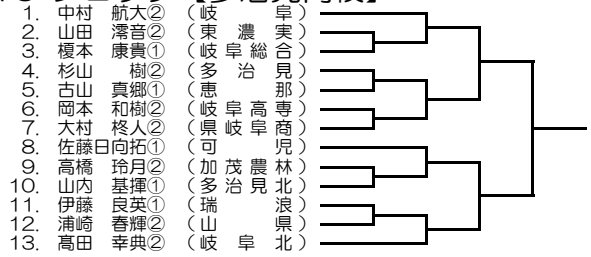 1. 中村 航大② (岐阜)
2. 山田 澪音② (東濃実)
3. 榎本 康貴① (岐阜総合)
4. 杉山 樹② (多治見)
5. 古山 真郷① (恵那)
6. 岡本 和樹② (岐阜高専)
7. 大村 柊人② (県岐阜商)
8. 佐藤日向拓① (可児)
9. 高橋 玲月② (加茂農林)
10. 山内 基揮① (多治見北)
11. 伊藤 良英① (瑞浪)
12. 浦崎 春輝② (山県)
13. 髙田 幸典② (岐阜北)